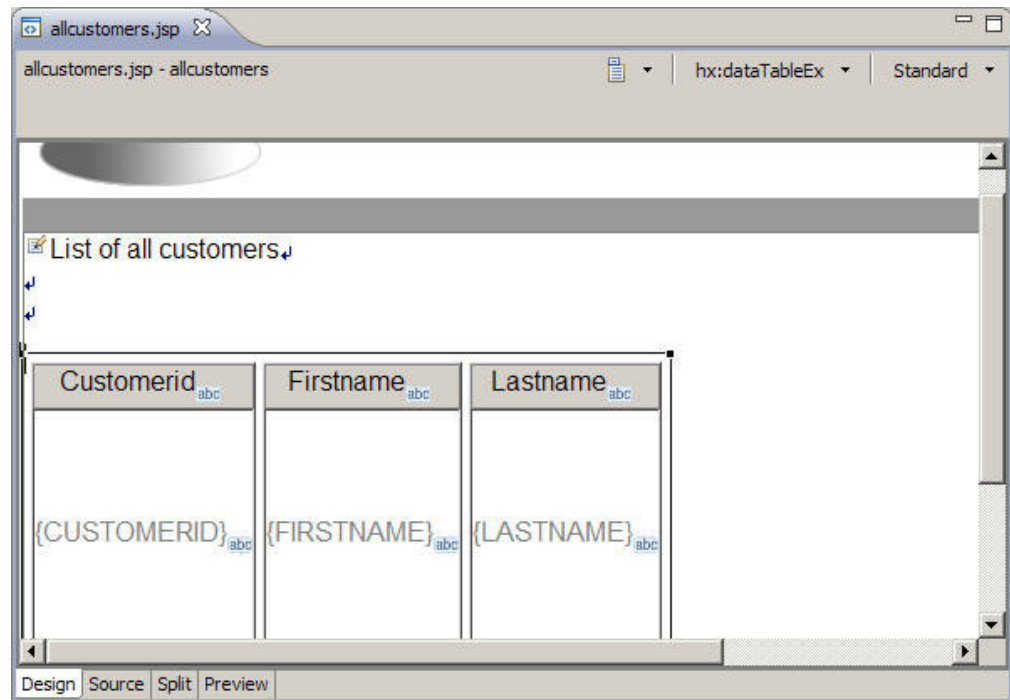 allcustomers.jsp
allcustomers.jsp - allcustomers
hx:dataTableEx
Standard
List of all customers
Customerid abc Firstname abc Lastname abc
{CUSTOMERID} abc {FIRSTNAME} abc {LASTNAME} abc
Design Source Split Preview